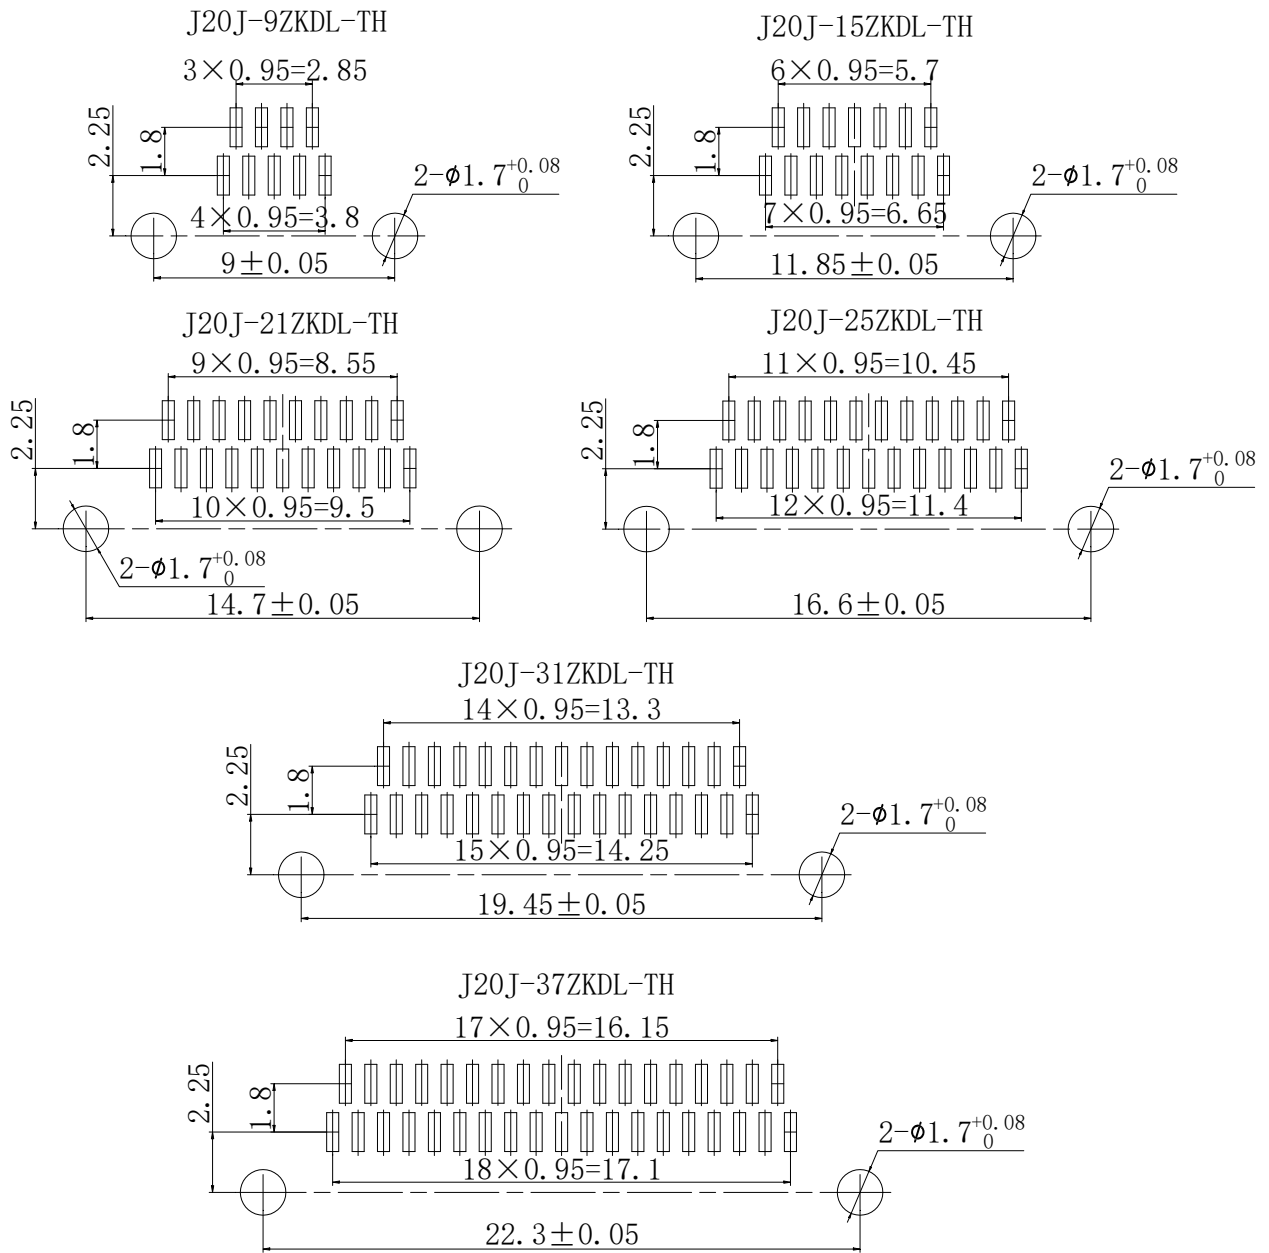 J20J-9ZKDL-TH
3×0.95=2.85
2.25
1.8
2-ϕ1.7+0.08 0
4×0.95=3.8
9±0.05
J20J-15ZKDL-TH
6×0.95=5.7
2.25
1.8
2-ϕ1.7+0.08 0
7×0.95=6.65
11.85±0.05
J20J-21ZKDL-TH
9×0.95=8.55
2.25
1.8
10×0.95=9.5
2-ϕ1.7+0.08 0
14.7±0.05
J20J-25ZKDL-TH
11×0.95=10.45
2.25
1.8
2-ϕ1.7+0.08 0
12×0.95=11.4
16.6±0.05
J20J-31ZKDL-TH
14×0.95=13.3
2.25
1.8
2-ϕ1.7+0.08 0
15×0.95=14.25
19.45±0.05
J20J-37ZKDL-TH
17×0.95=16.15
2.25
1.8
2-ϕ1.7+0.08 0
18×0.95=17.1
22.3±0.05